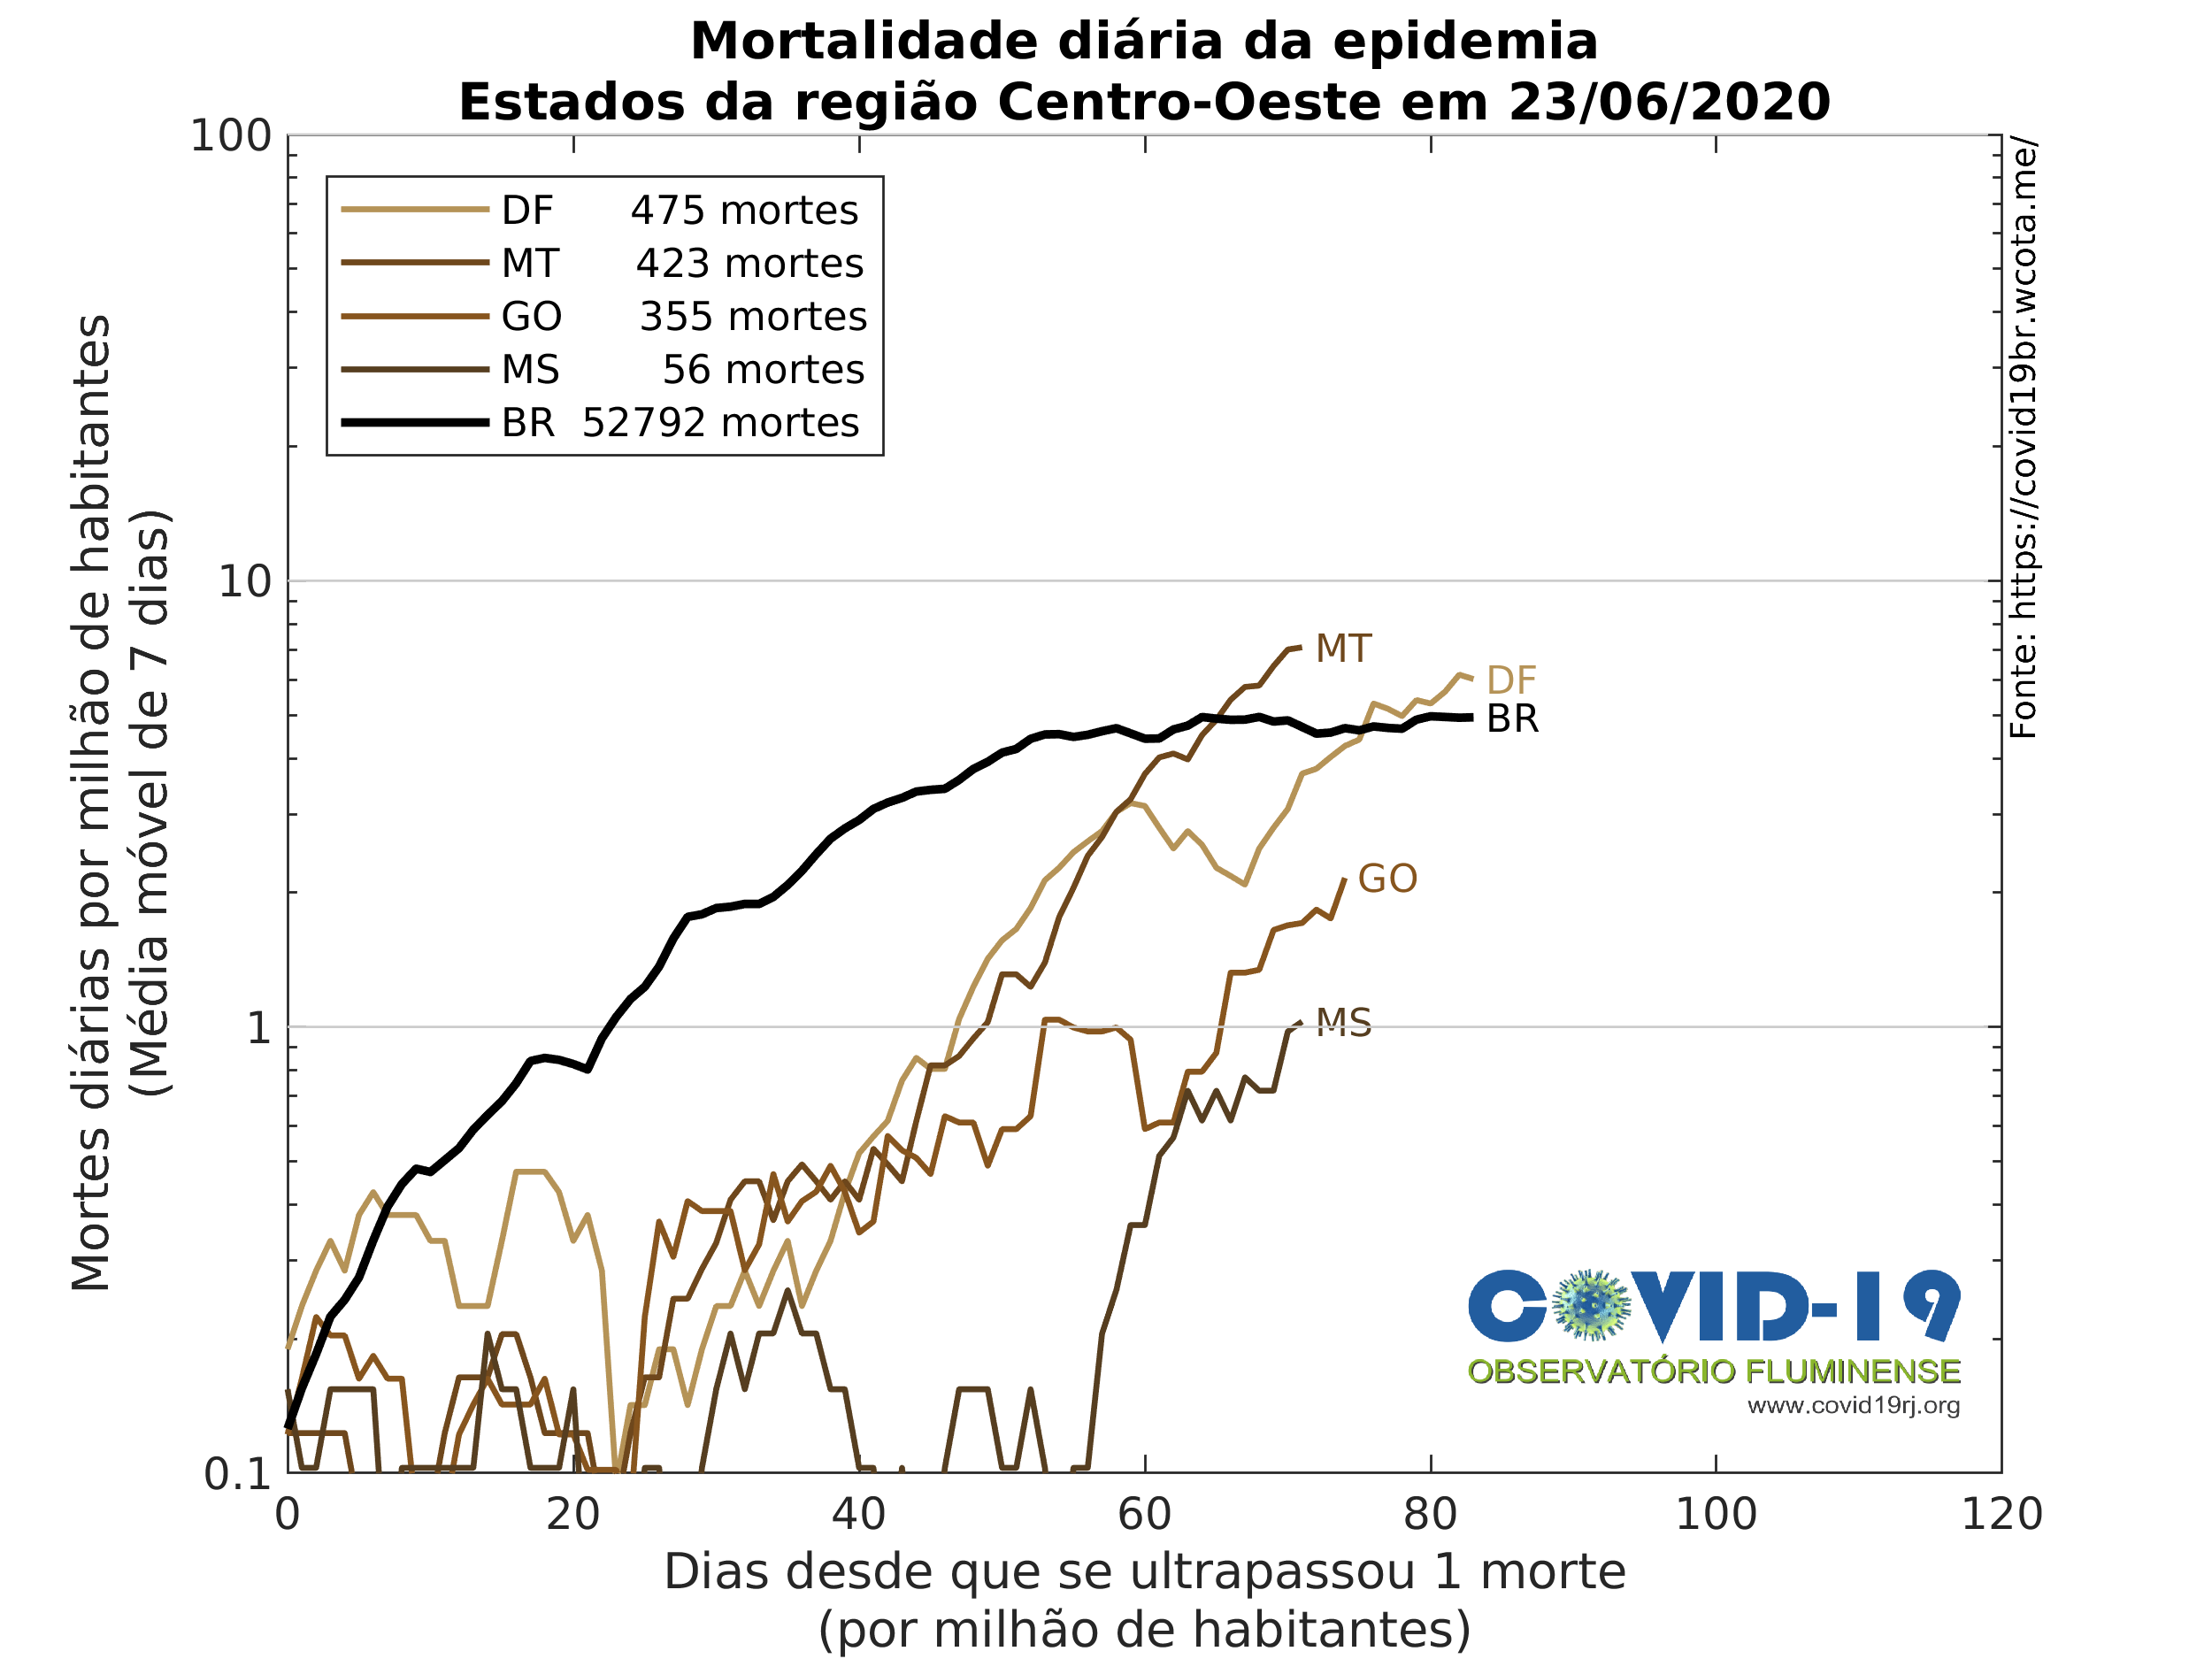 Mortalidade diária da epidemia
Estados da região Centro-Oeste em 23/06/2020
Mortes diárias por milhão de habitantes
(Média móvel de 7 dias)
100
10
1
0.1
DF 475 mortes
MT 423 mortes
GO 355 mortes
MS 56 mortes
BR 52792 mortes
MT
DF
BR
GO
MS
Fonte: https://covid19br.wcota.me/
COVID-19
OBSERVATÓRIO FLUMINENSE
www.covid19rj.org
0 20 40 60 80 100 120
Dias desde que se ultrapassou 1 morte
(por milhão de habitantes)